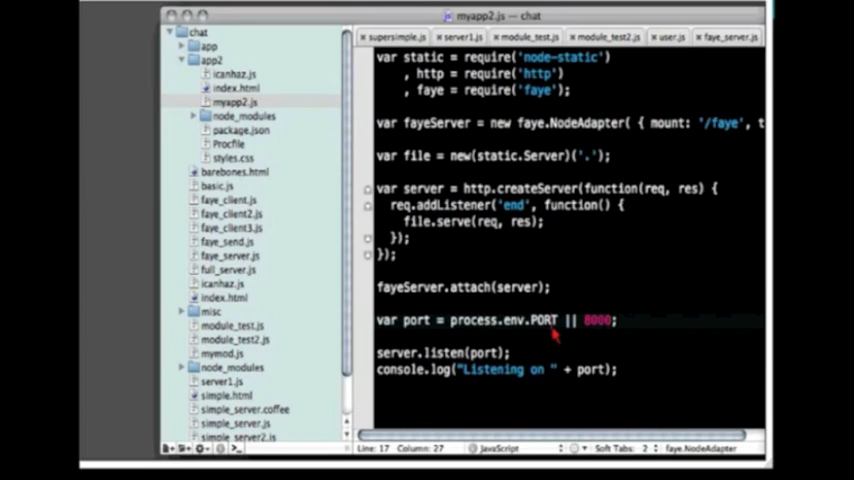 myapp2.js — chat
supersimple.js
server1.js
module_test.js
module_test2.js
user.js
faye_server.js
chat
app
app2
icanhaz.js
index.html
myapp2.js
node_modules
package.json
Procfile
styles.css
barebones.html
basic.js
faye_client.js
faye_client2.js
faye_client3.js
faye_send.js
faye_server.js
full_server.js
icanhaz.js
index.html
misc
module_test.js
module_test2.js
mymod.js
node_modules
server1.js
simple.html
simple_server.coffee
simple_server.js
simple_server2.js
var static = require('node-static')
, http = require('http')
, faye = require('faye');
var fayeServer = new faye.NodeAdapter( { mount: '/faye', t
var file = new(static.Server)('.');
var server = http.createServer(function(req, res) {
req.addListener('end', function() {
file.serve(req, res);
});
});
fayeServer.attach(server);
var port = process.env.PORT || 8000;
server.listen(port);
console.log("Listening on " + port);
Line: 17 Column: 27 JavaScript Soft Tabs: 2 faye.NodeAdapter